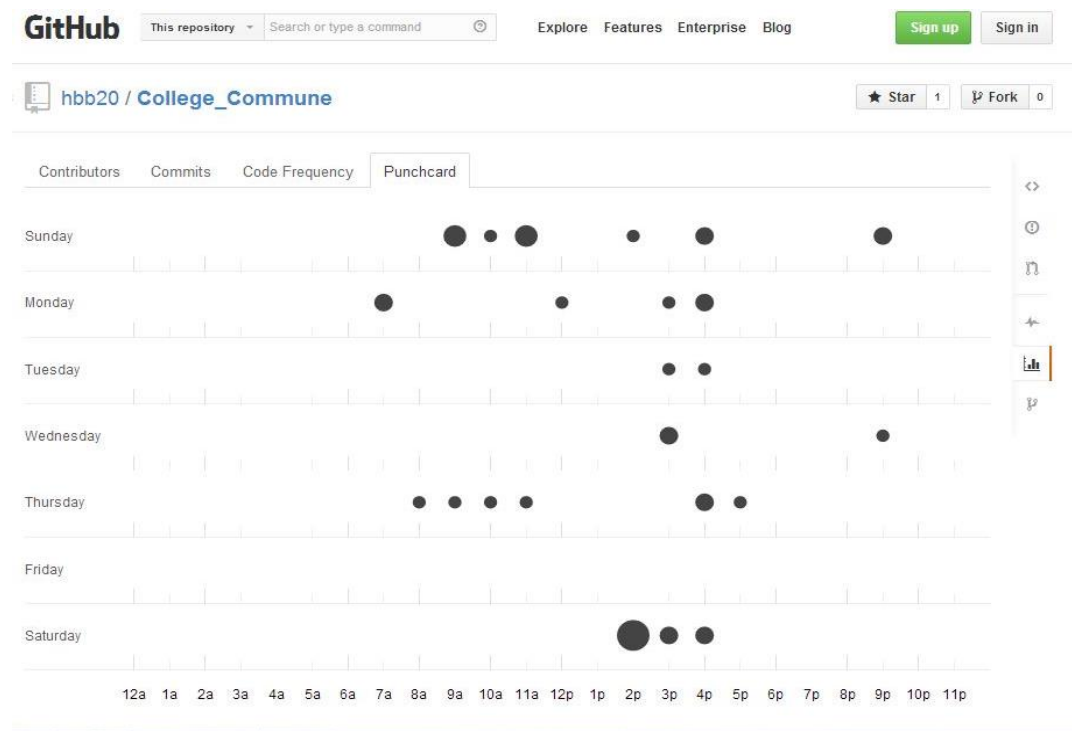 GitHub This repository Search or type a command Explore Features Enterprise Blog Sign up Sign in
hbb20 / College_Commune Star 1 Fork 0
Contributors Commits Code Frequency Punchcard
Sunday
Monday
Tuesday
Wednesday
Thursday
Friday
Saturday
12a 1a 2a 3a 4a 5a 6a 7a 8a 9a 10a 11a 12p 1p 2p 3p 4p 5p 6p 7p 8p 9p 10p 11p